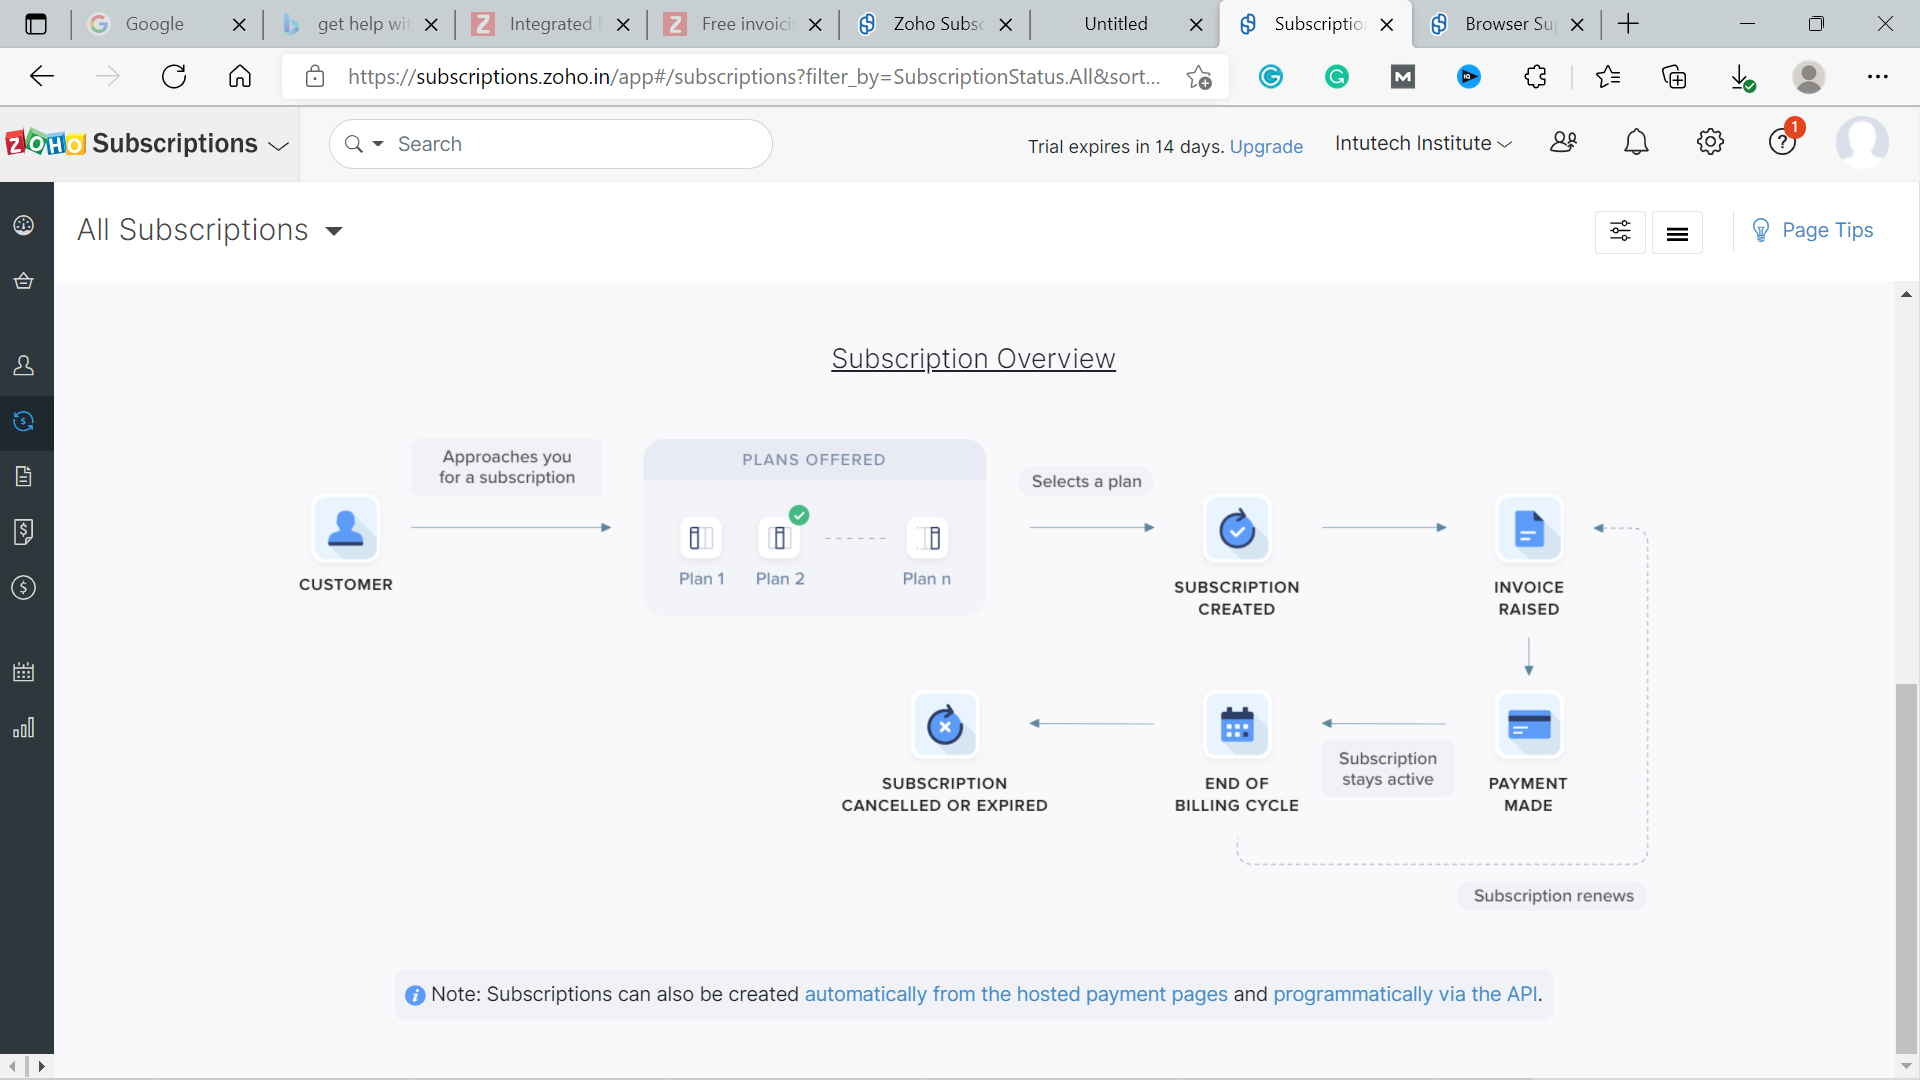 Google
get help wit
Integrated
Free invoici
Zoho Subsc
Untitled
Subscriptio
Browser Su
https://subscriptions.zoho.in/app#/subscriptions?filter_by=SubscriptionStatus.All&sort...
ZOHO Subscriptions
Search
Trial expires in 14 days. Upgrade
Intutech Institute
1
All Subscriptions
Page Tips
Subscription Overview
Approaches you
for a subscription
PLANS OFFERED
Selects a plan
Plan 1
Plan 2
Plan n
CUSTOMER
SUBSCRIPTION
CREATED
INVOICE
RAISED
SUBSCRIPTION
CANCELLED OR EXPIRED
END OF
BILLING CYCLE
Subscription
stays active
PAYMENT
MADE
Subscription renews
Note: Subscriptions can also be created automatically from the hosted payment pages and programmatically via the API.